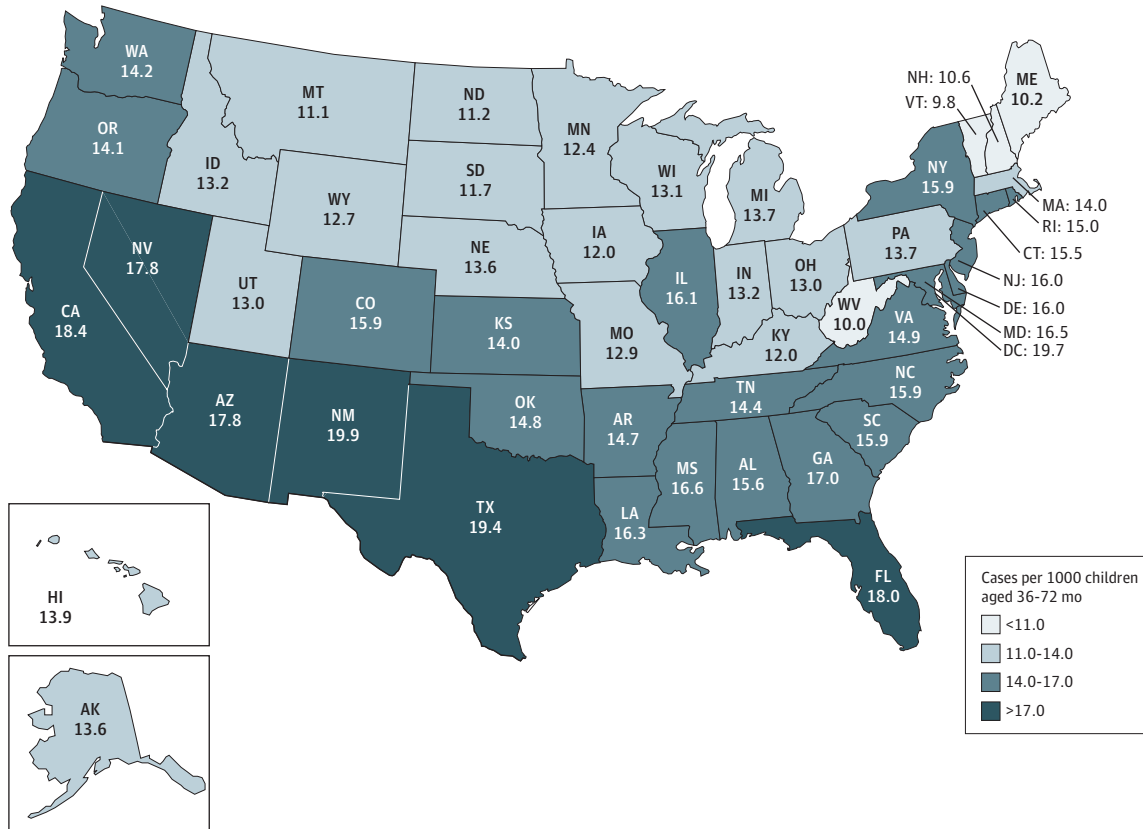 WA
14.2
OR
14.1
CA
18.4
NV
17.8
ID
13.2
MT
11.1
WY
12.7
UT
13.0
AZ
17.8
CO
15.9
NM
19.9
ND
11.2
SD
11.7
NE
13.6
KS
14.0
OK
14.8
TX
19.4
MN
12.4
IA
12.0
MO
12.9
AR
14.7
LA
16.3
WI
13.1
IL
16.1
MI
13.7
IN
13.2
OH
13.0
KY
12.0
TN
14.4
MS
16.6
AL
15.6
GA
17.0
FL
18.0
SC
15.9
NC
15.9
VA
14.9
WV
10.0
PA
13.7
NY
15.9
NH: 10.6
VT: 9.8
ME
10.2
MA: 14.0
RI: 15.0
CT: 15.5
NJ: 16.0
DE: 16.0
MD: 16.5
DC: 19.7
HI
13.9
AK
13.6
Cases per 1000 children
aged 36-72 mo
<11.0
11.0-14.0
14.0-17.0
>17.0